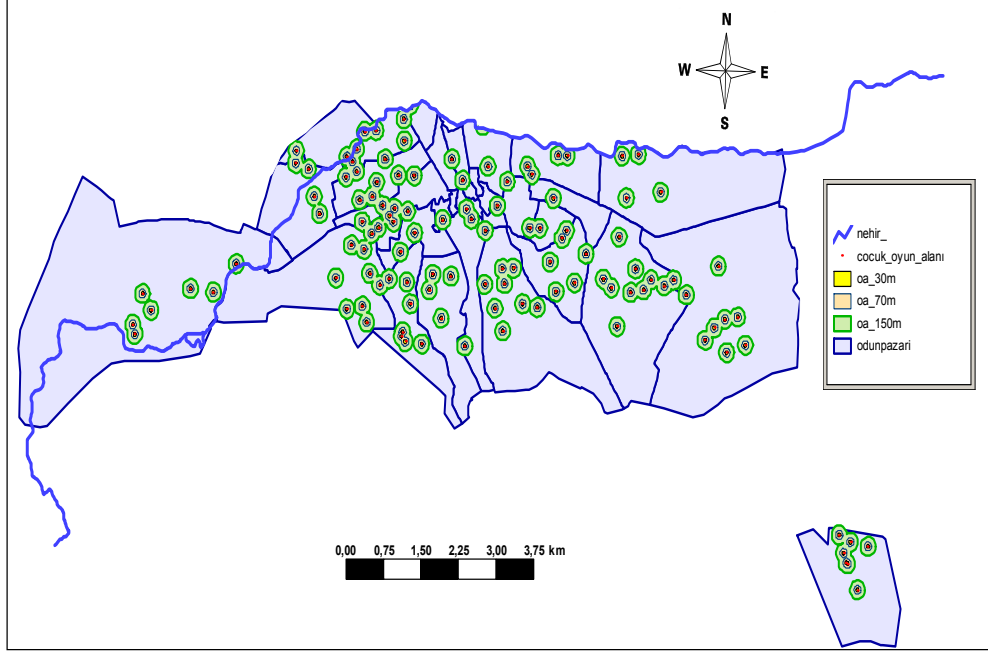 N
W E
S
nehir_
cocuk_oyun_alanı
oa_30m
oa_70m
oa_150m
odunpazari
0,00 0,75 1,50 2,25 3,00 3,75 km